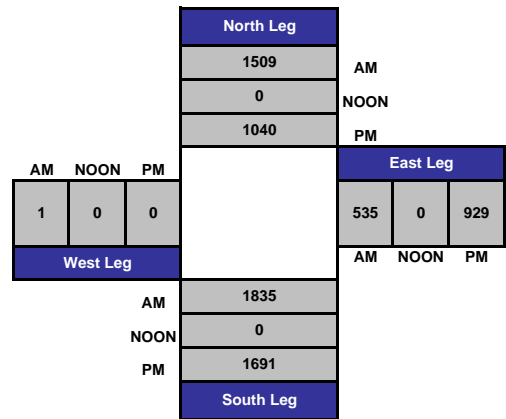 North Leg
1509 AM
0 NOON
1040 PM
AM NOON PM East Leg
1 0 0 535 0 929
West Leg AM NOON PM
AM 1835
NOON 0
PM 1691
South Leg